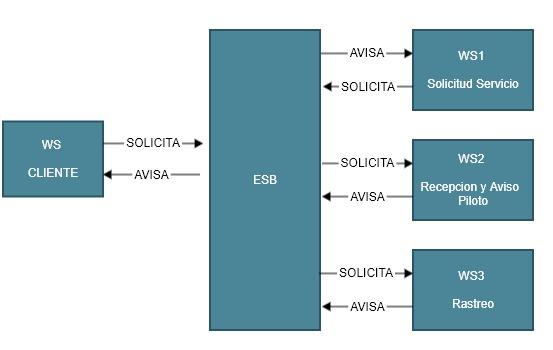 WS
CLIENTE
SOLICITA
AVISA
ESB
AVISA
SOLICITA
WS1
Solicitud Servicio
SOLICITA
AVISA
WS2
Recepcion y Aviso
Piloto
SOLICITA
AVISA
WS3
Rastreo